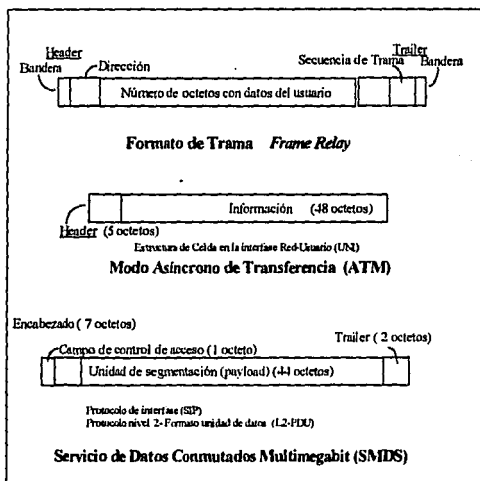 Header
Trailer
Bandera
Dirección
Secuencia de Trama
Bandera
Número de octetos con datos del usuario
Formato de Trama Frame Relay
Información (48 octetos)
Header (5 octetos)
Estructura de Celda en la interfase Red-Usuario (UNI)
Modo Asíncrono de Transferencia (ATM)
Encabezado ( 7 octetos)
Trailer ( 2 octetos)
Campo de control de acceso (1 octeto)
Unidad de segmentación (payload) (44 octetos)
Protocolo de interfase (SIP)
Protocolo nivel 2- Formato unidad de datos (L2-PDU)
Servicio de Datos Conmutados Multimegabit (SMDS)